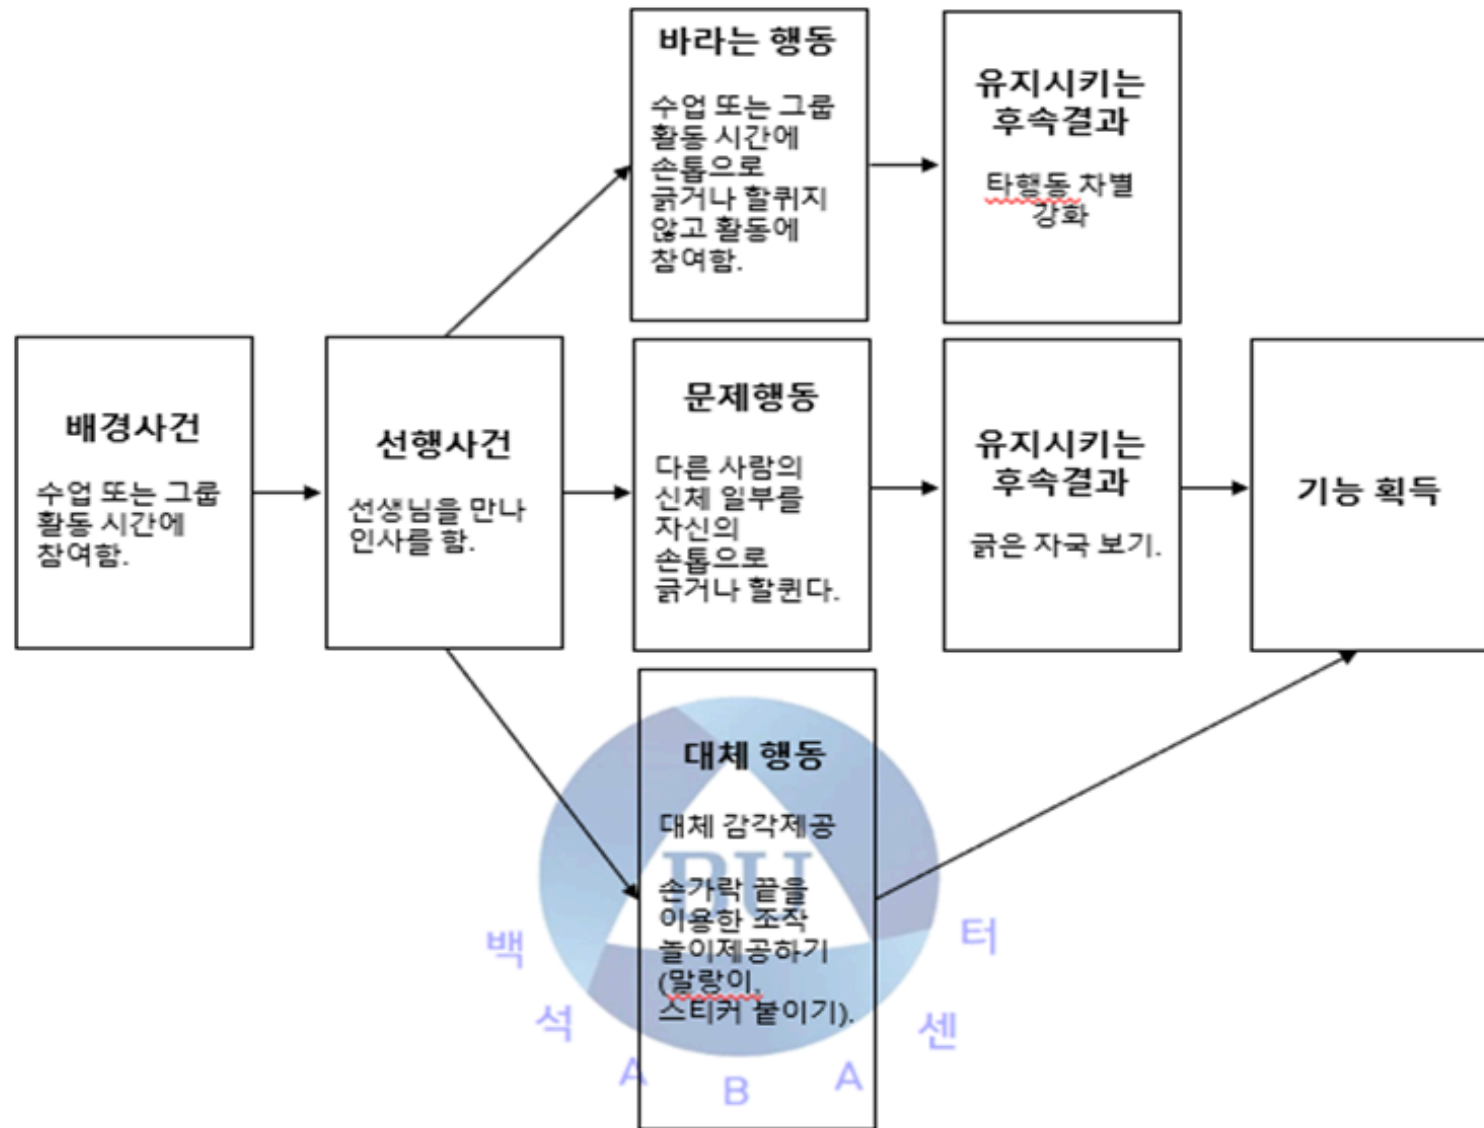 바라는 행동
수업 또는 그룹
활동 시간에
손톱으로
긁거나 할퀴지
않고 활동에
참여함.
유지시키는
후속결과
타행동 차별
강화
배경사건
수업 또는 그룹
활동 시간에
참여함.
선행사건
선생님을 만나
인사를 함.
문제행동
다른 사람의
신체 일부를
자신의
손톱으로
긁거나 할퀸다.
유지시키는
후속결과
긁은 자국 보기.
기능 획득
대체 행동
대체 감각제공
손가락 끝을
이용한 조작
놀이제공하기
(말랑이,
스티커 붙이기).
BU
백석ABA센터